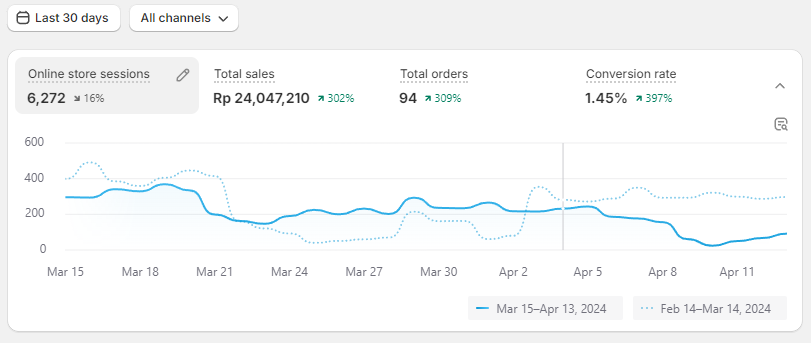 Last 30 days All channels
Online store sessions Total sales Total orders Conversion rate
6,272 16% Rp 24,047,210 302% 94 309% 1.45% 397%
600
400
200
0
Mar 15 Mar 18 Mar 21 Mar 24 Mar 27 Mar 30 Apr 2 Apr 5 Apr 8 Apr 11
Mar 15–Apr 13, 2024 Feb 14–Mar 14, 2024